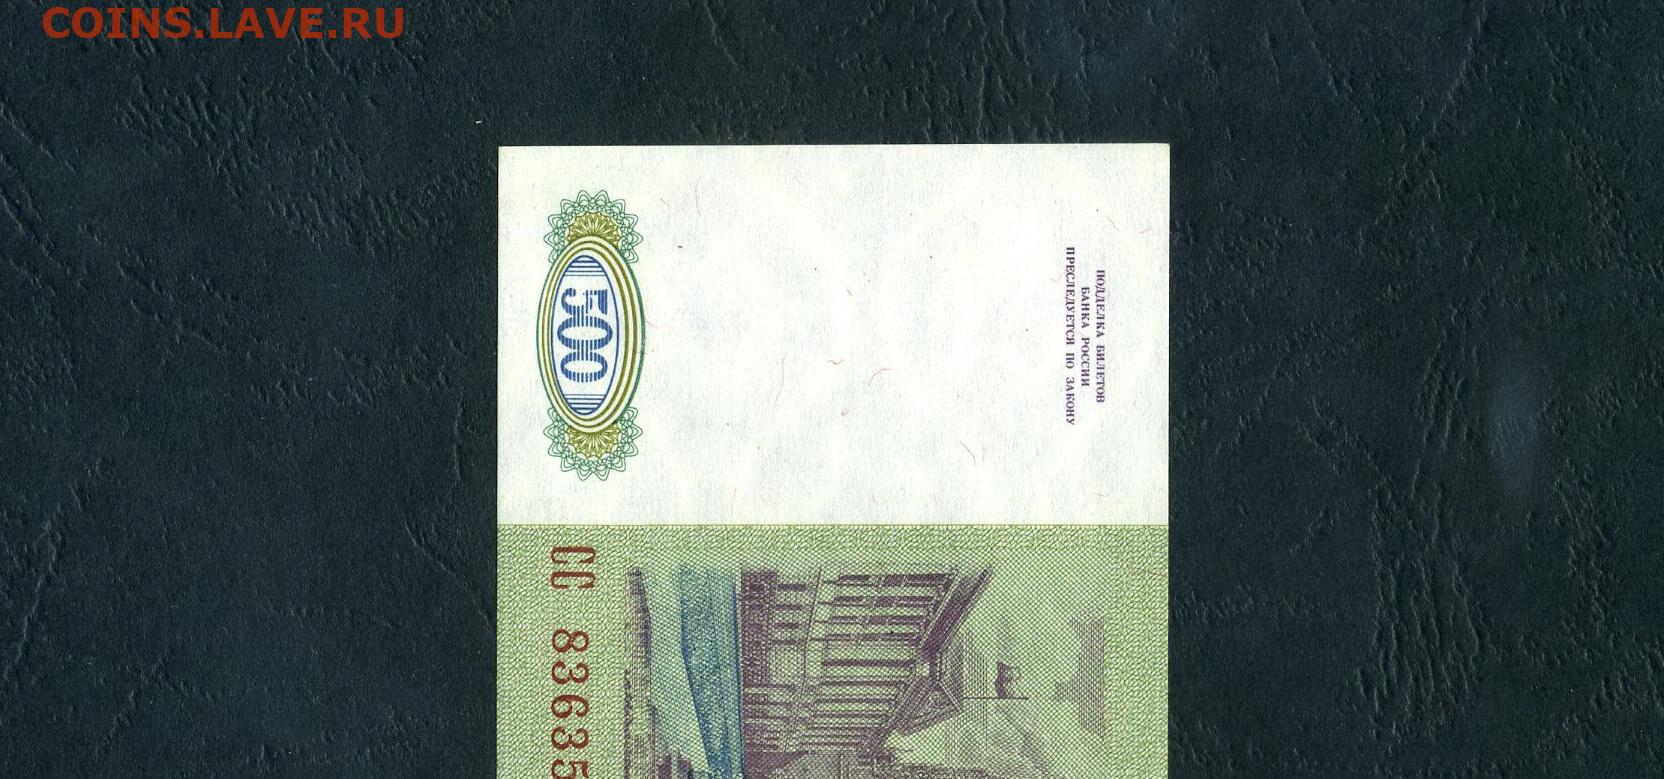 COINS.LAVE.RU
ПОДДЕЛКА БИЛЕТОВ
БАНКА РОССИИ
ПРЕСЛЕДУЕТСЯ ПО ЗАКОНУ
500
СС 83635